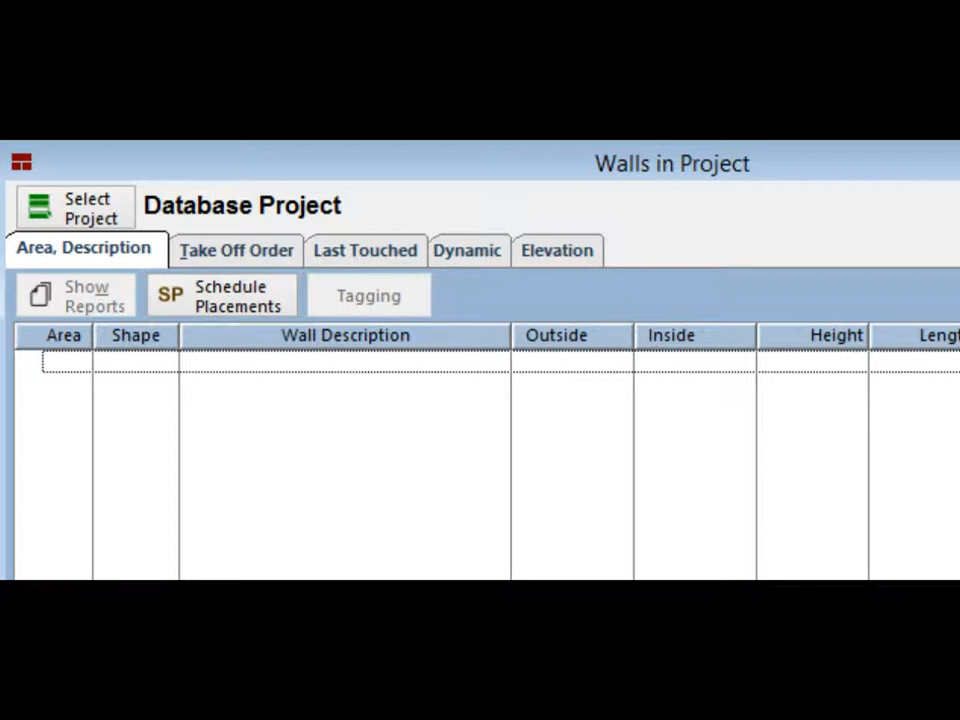 Walls in Project
Select
Project
Database Project
Area, Description
Take Off Order
Last Touched
Dynamic
Elevation
Show
Reports
SP
Schedule
Placements
Tagging
Area
Shape
Wall Description
Outside
Inside
Height
Lengt